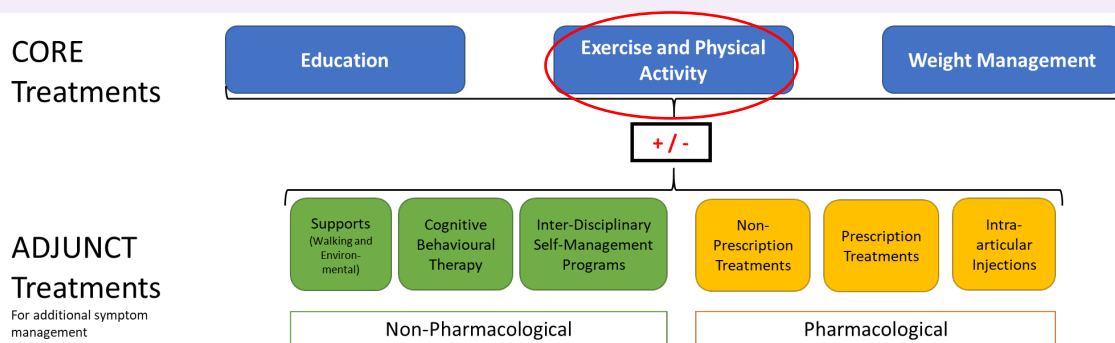 CORE
Treatments
Education
Exercise and Physical
Activity
Weight Management
+ / -
ADJUNCT
Treatments
For additional symptom
management
Supports
(Walking and
Environ-
mental)
Cognitive
Behavioural
Therapy
Inter-Disciplinary
Self-Management
Programs
Non-
Prescription
Treatments
Prescription
Treatments
Intra-
articular
Injections
Non-Pharmacological
Pharmacological